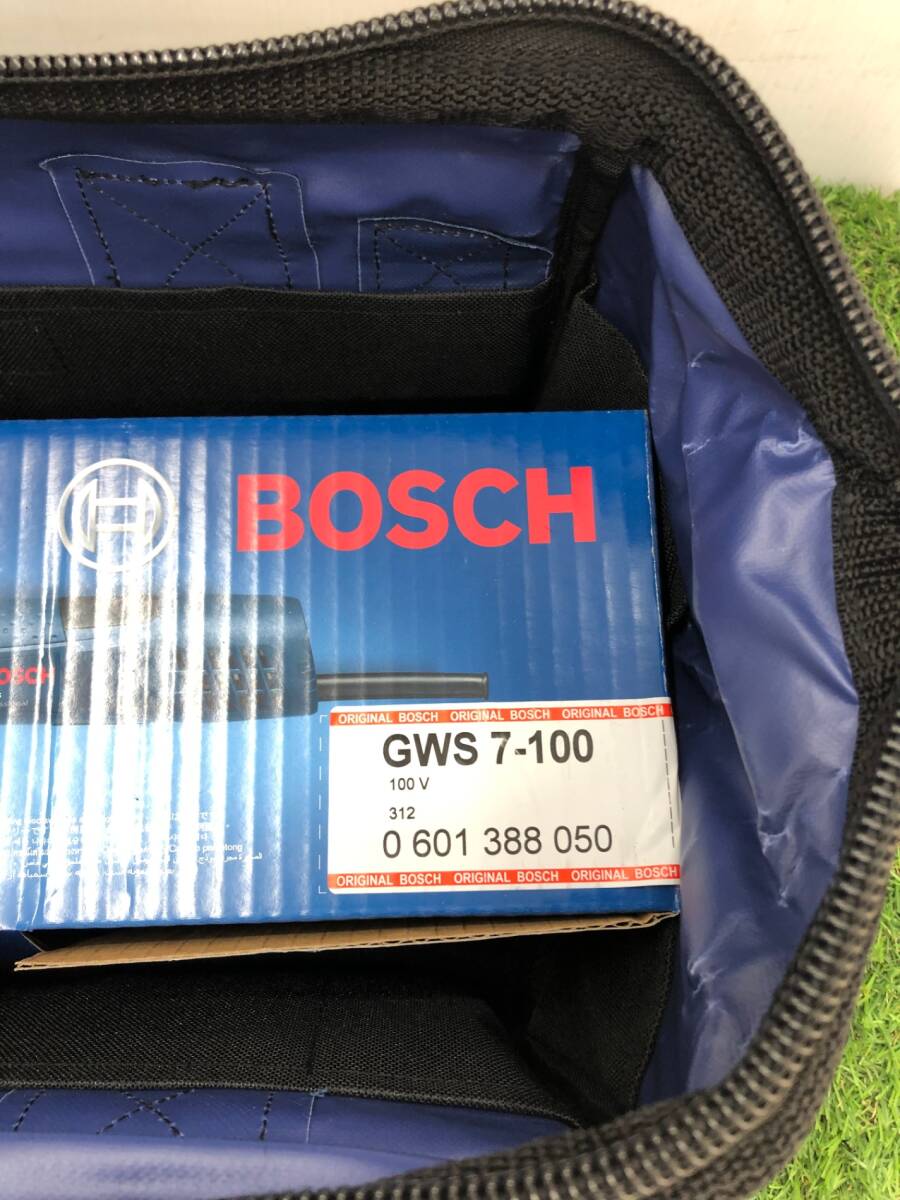 BOSCH
OSCH
ORIGINAL BOSCH ORIGINAL BOSCH ORIGINAL BOSCH
GWS 7-100
100 V
312
0 601 388 050
ORIGINAL BOSCH ORIGINAL BOSCH ORIGINAL BOSCH